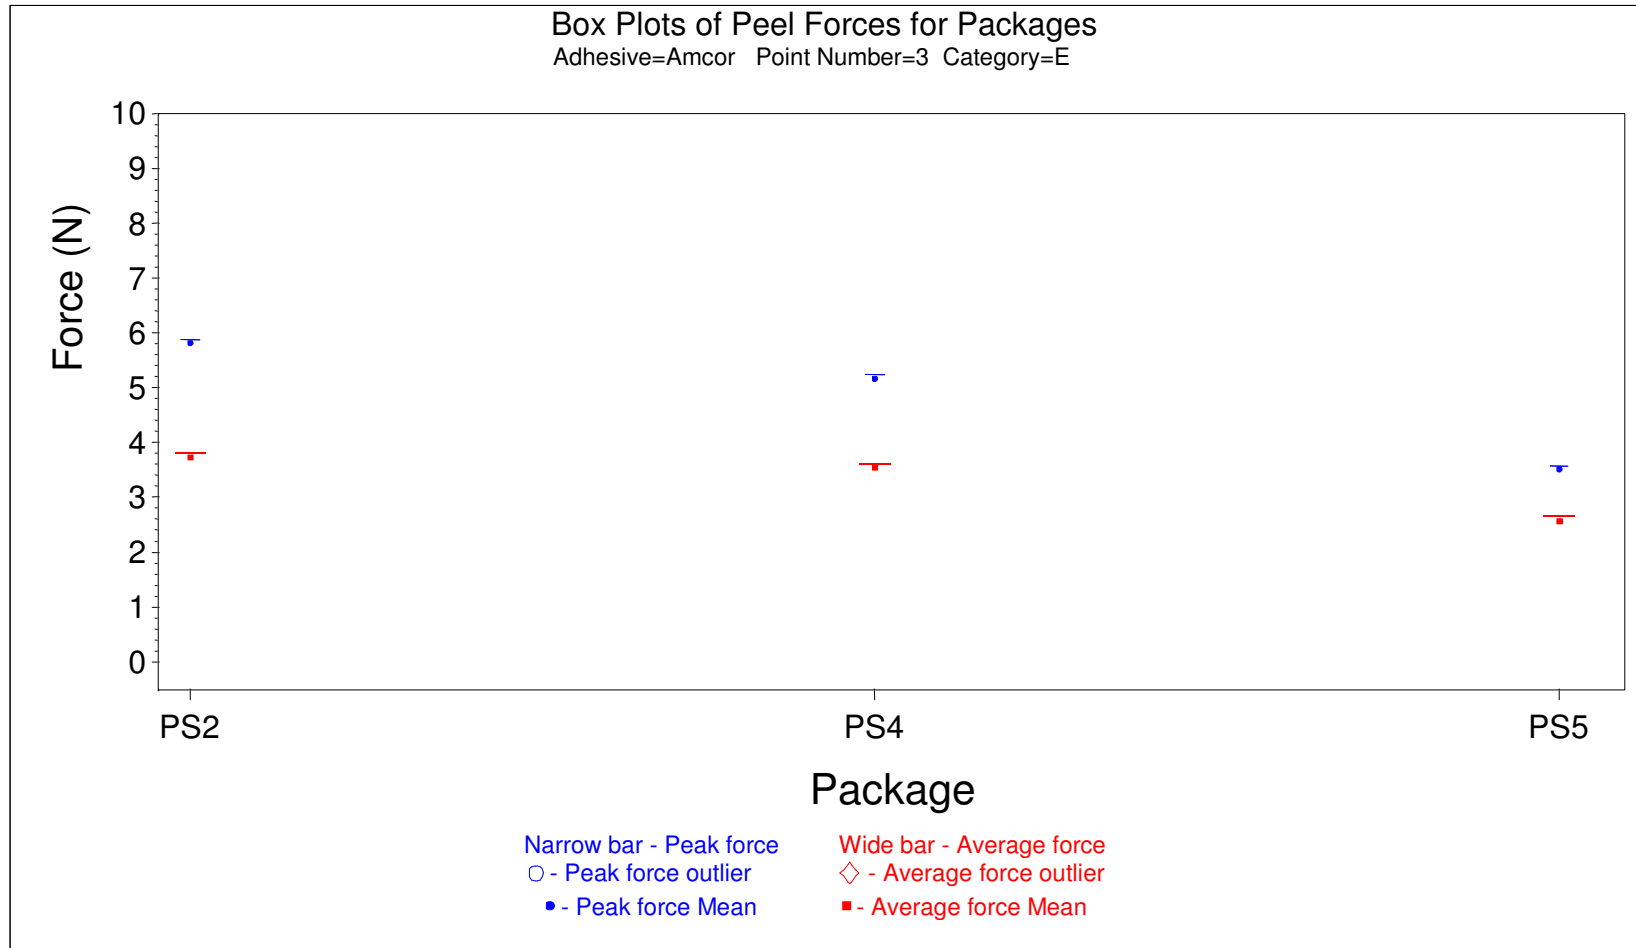 Box Plots of Peel Forces for Packages
Adhesive=Amcor Point Number=3 Category=E
Force (N)
10
9
8
7
6
5
4
3
2
1
0
PS2 PS4 PS5
Package
Narrow bar - Peak force Wide bar - Average force
- Peak force outlier - Average force outlier
- Peak force Mean - Average force Mean